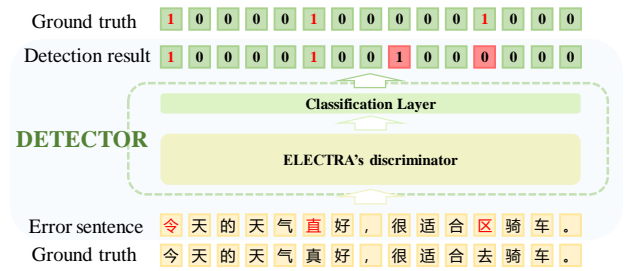 Ground truth 1 0 0 0 0 1 0 0 0 0 0 1 0 0 0
Detection result 1 0 0 0 0 1 0 0 1 0 0 0 0 0 0
Classification Layer
DETECTOR
ELECTRA's discriminator
Error sentence 令天的天气直好，很适合区骑车。
Ground truth 今天的天气真好，很适合去骑车。